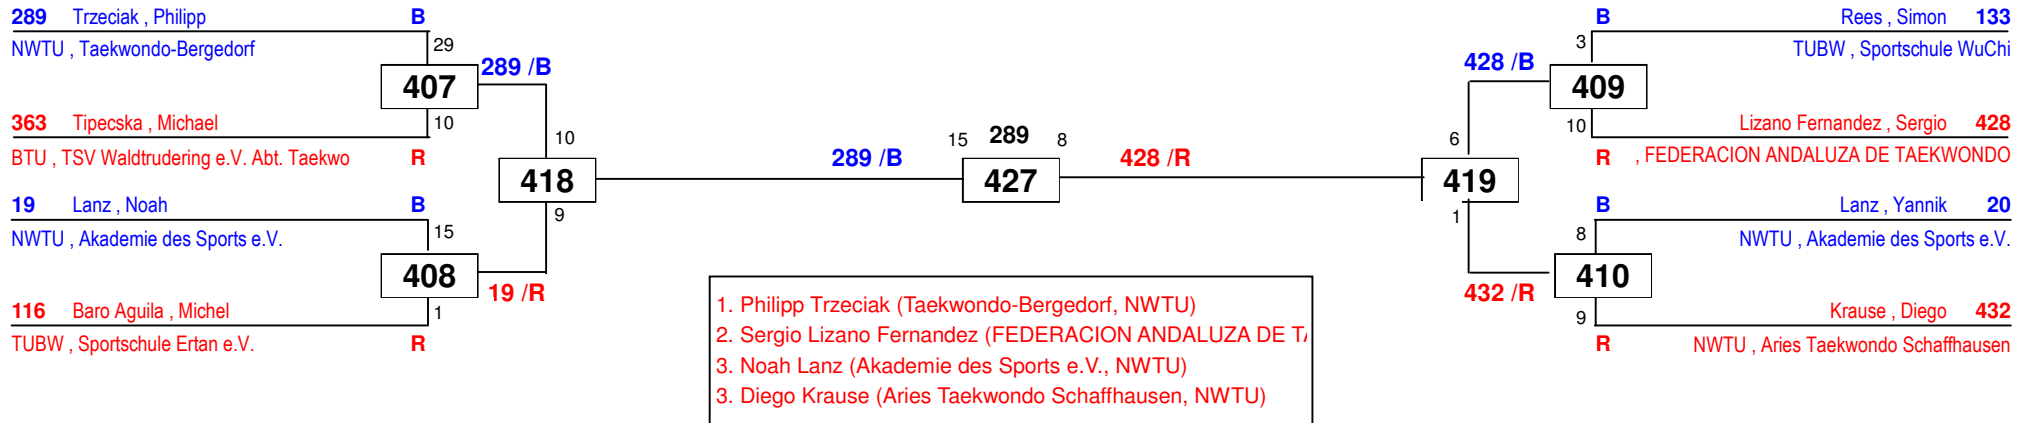 289 Trzeciak , Philipp B
NWTU , Taekwondo-Bergedorf
29
407
289 /B
363 Tipecska , Michael
10
BTU , TSV Waldtrudering e.V. Abt. Taekwo R
10
418
9
19 Lanz , Noah B
NWTU , Akademie des Sports e.V.
15
408
19 /R
116 Baro Aguila , Michel
1
TUBW , Sportschule Ertan e.V. R
289 /B
15 289 8
427
428 /R
B Rees , Simon 133
3
TUBW , Sportschule WuChi
428 /B
409
Lizano Fernandez , Sergio 428
10
R , FEDERACION ANDALUZA DE TAEKWONDO
6
419
1
B Lanz , Yannik 20
8
NWTU , Akademie des Sports e.V.
410
432 /R
Krause , Diego 432
9
R NWTU , Aries Taekwondo Schaffhausen
1. Philipp Trzeciak (Taekwondo-Bergedorf, NWTU)
2. Sergio Lizano Fernandez (FEDERACION ANDALUZA DE
3. Noah Lanz (Akademie des Sports e.V., NWTU)
3. Diego Krause (Aries Taekwondo Schaffhausen, NWTU)